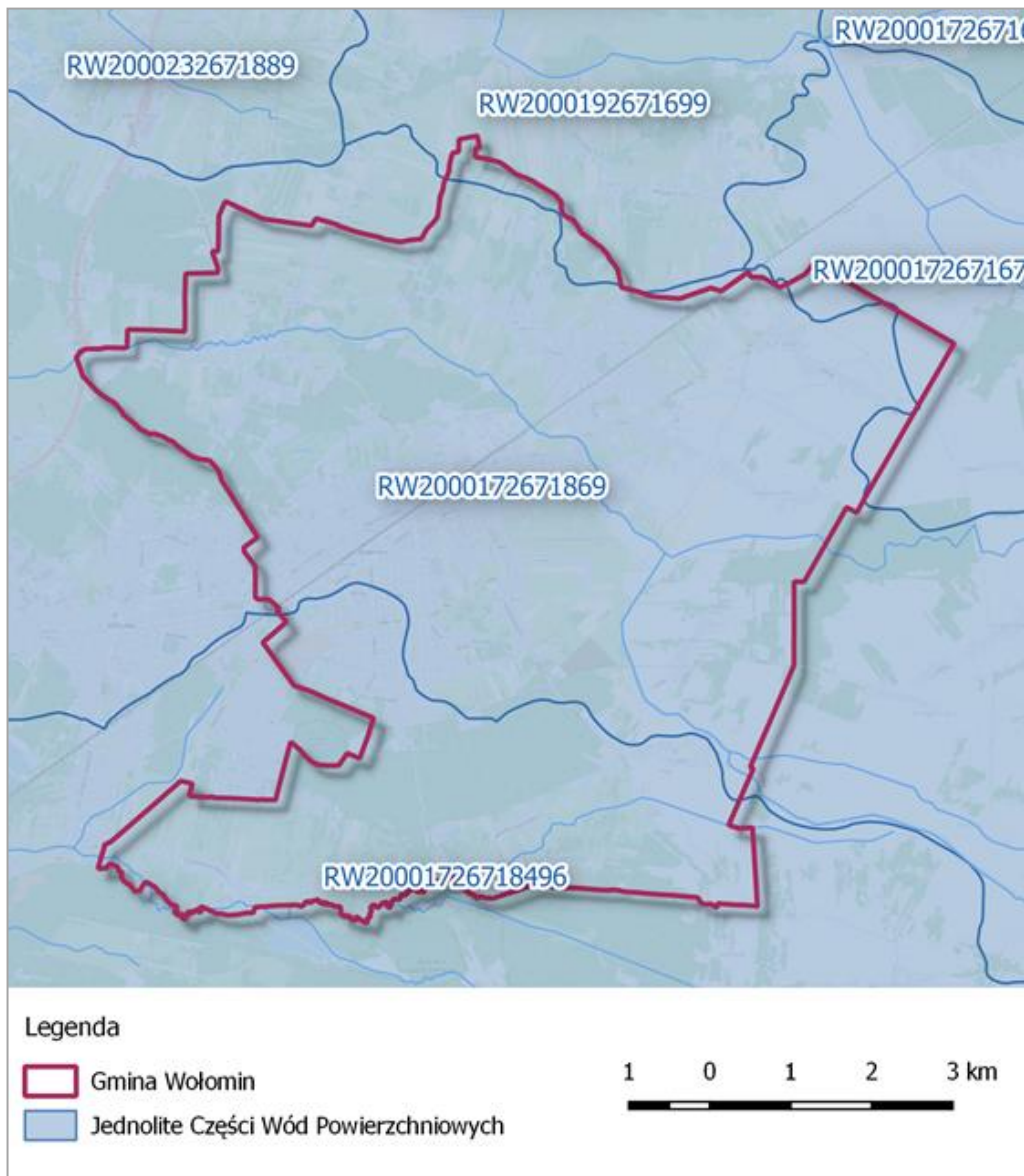 RW20001726716
RW2000232671889
RW2000192671699
RW200017267167
RW2000172671869
RW20001726718496
Legenda
Gmina Wołomin
Jednolite Części Wód Powierzchniowych
1 0 1 2 3 km